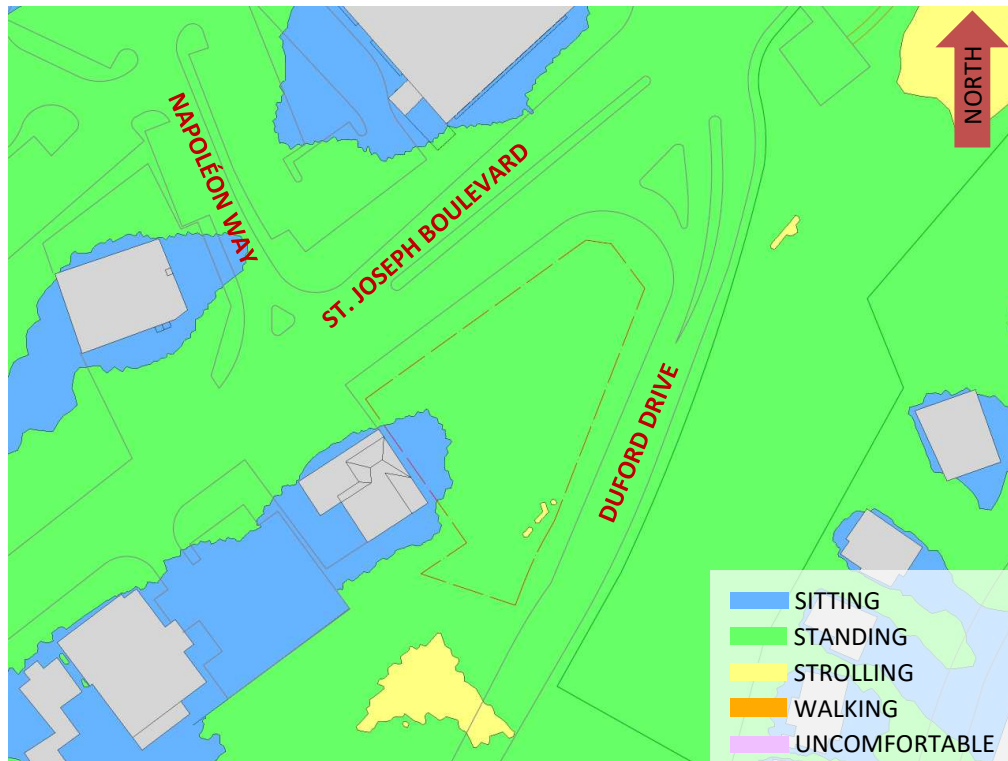 NORTH
NAPOLÉON WAY
ST. JOSEPH BOULEVARD
DUFORD DRIVE
SITTING
STANDING
STROLLING
WALKING
UNCOMFORTABLE